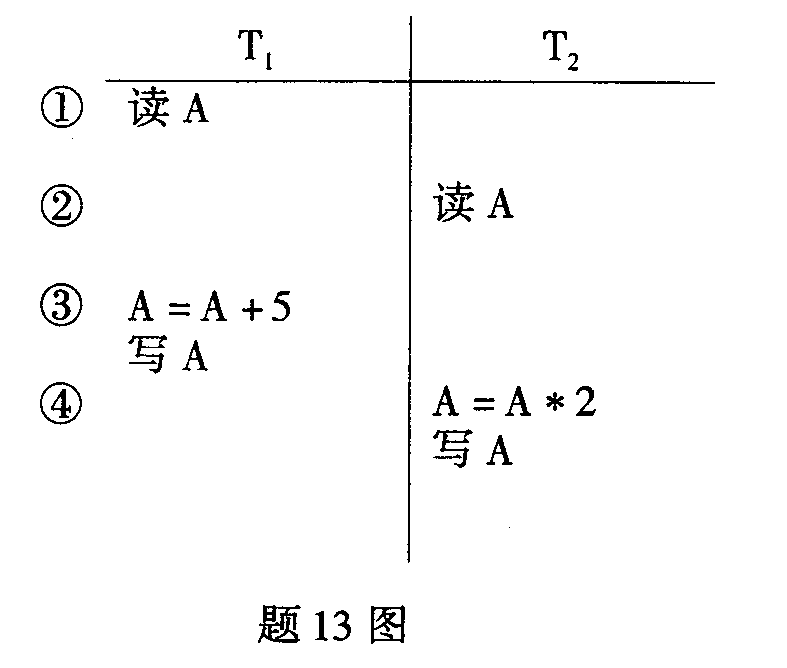 T₁ T₂
① 读 A
② 读 A
③ A = A + 5
写 A
④ A = A * 2
写 A
题 13 图